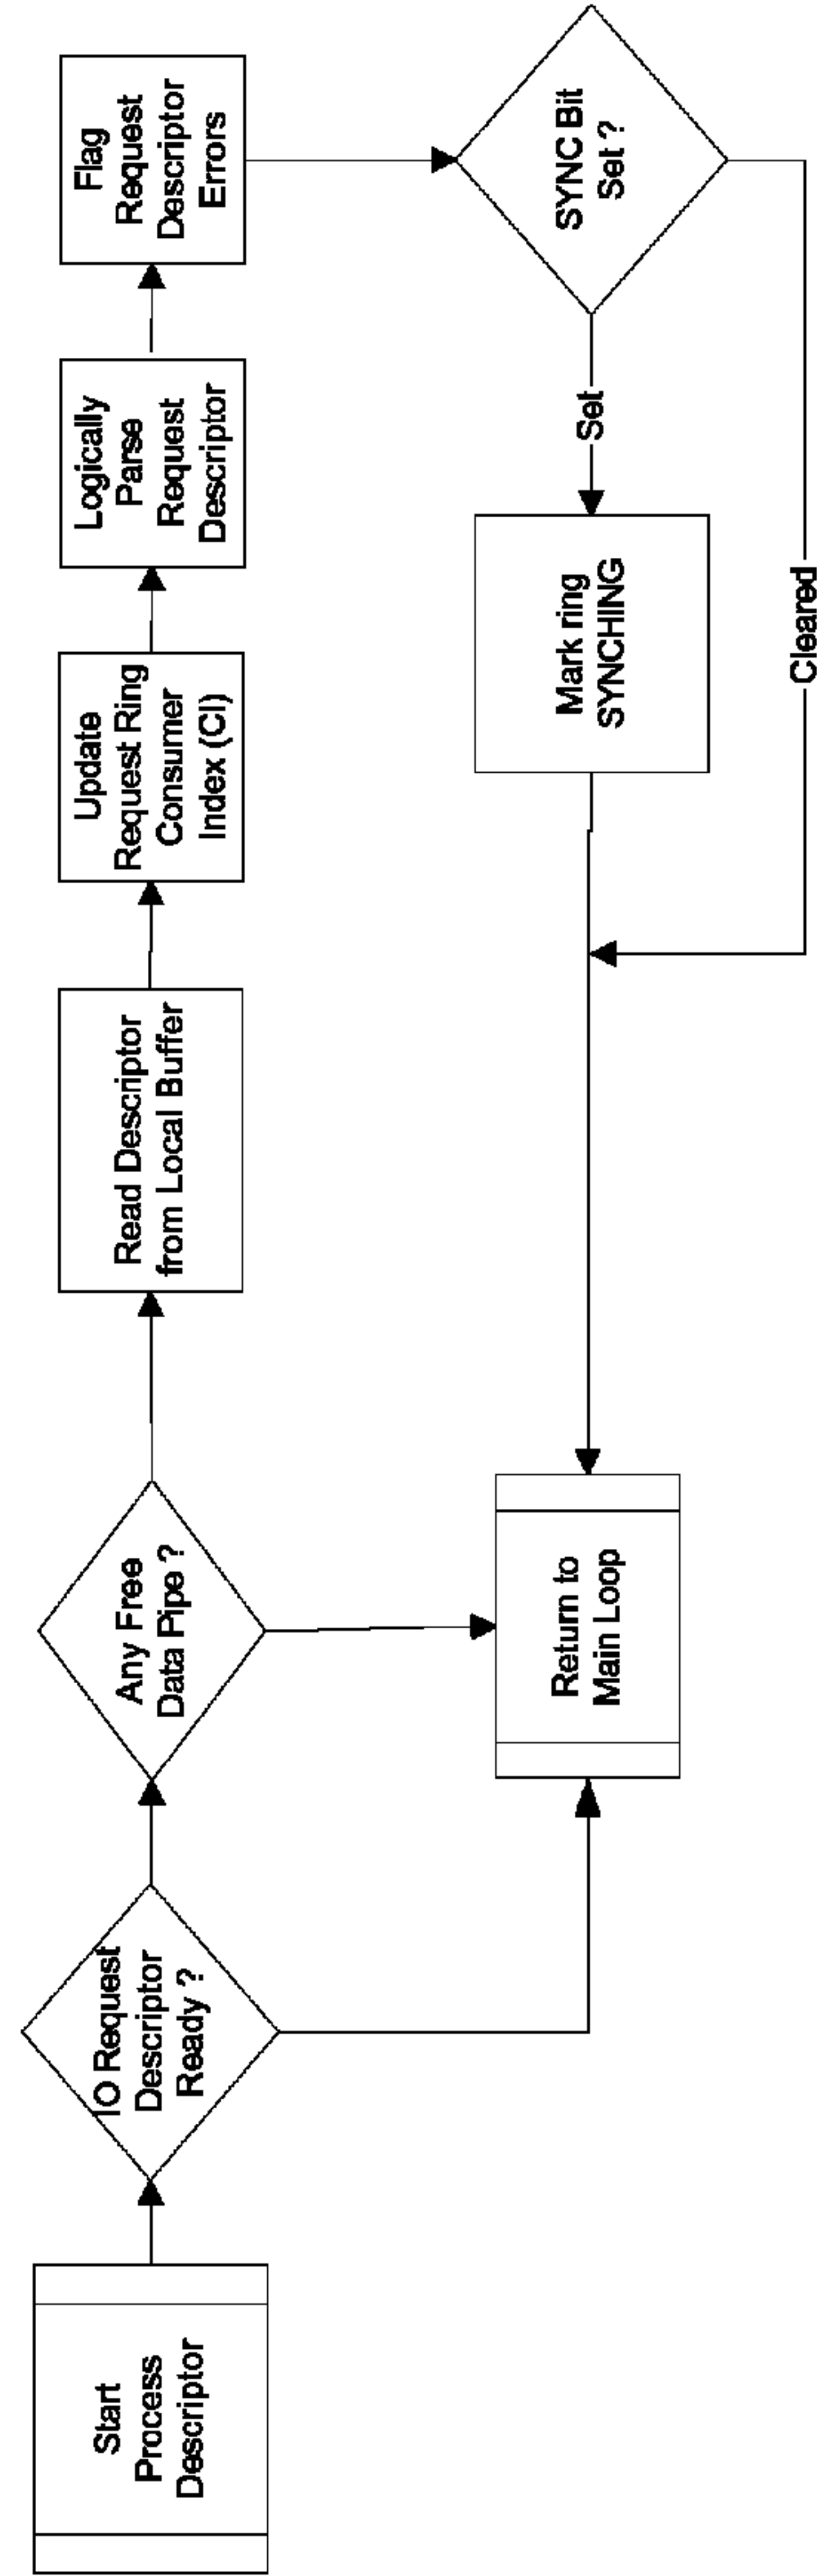 Start
Process
Descriptor
IO Request
Descriptor
Ready ?
Any Free
Data Pipe ?
Read Descriptor
from Local Buffer
Update
Request Ring
Consumer
Index (CI)
Logically
Parse
Request
Descriptor
Flag
Request
Descriptor
Errors
SYNC Bit
Set ?
Set
Mark ring
SYNCHING
Cleared
Return to
Main Loop